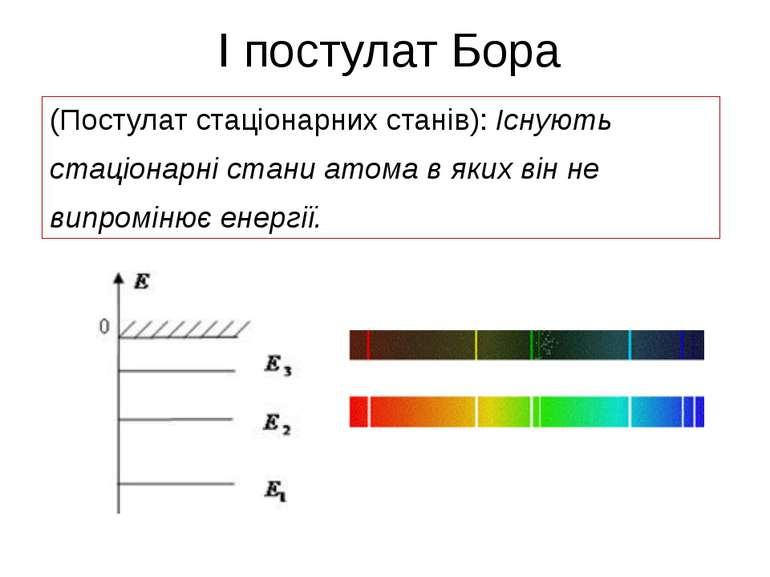 І постулат Бора
(Постулат стаціонарних станів): Існують
стаціонарні стани атома в яких він не
випромінює енергії.
E
0
E3
E2
E1